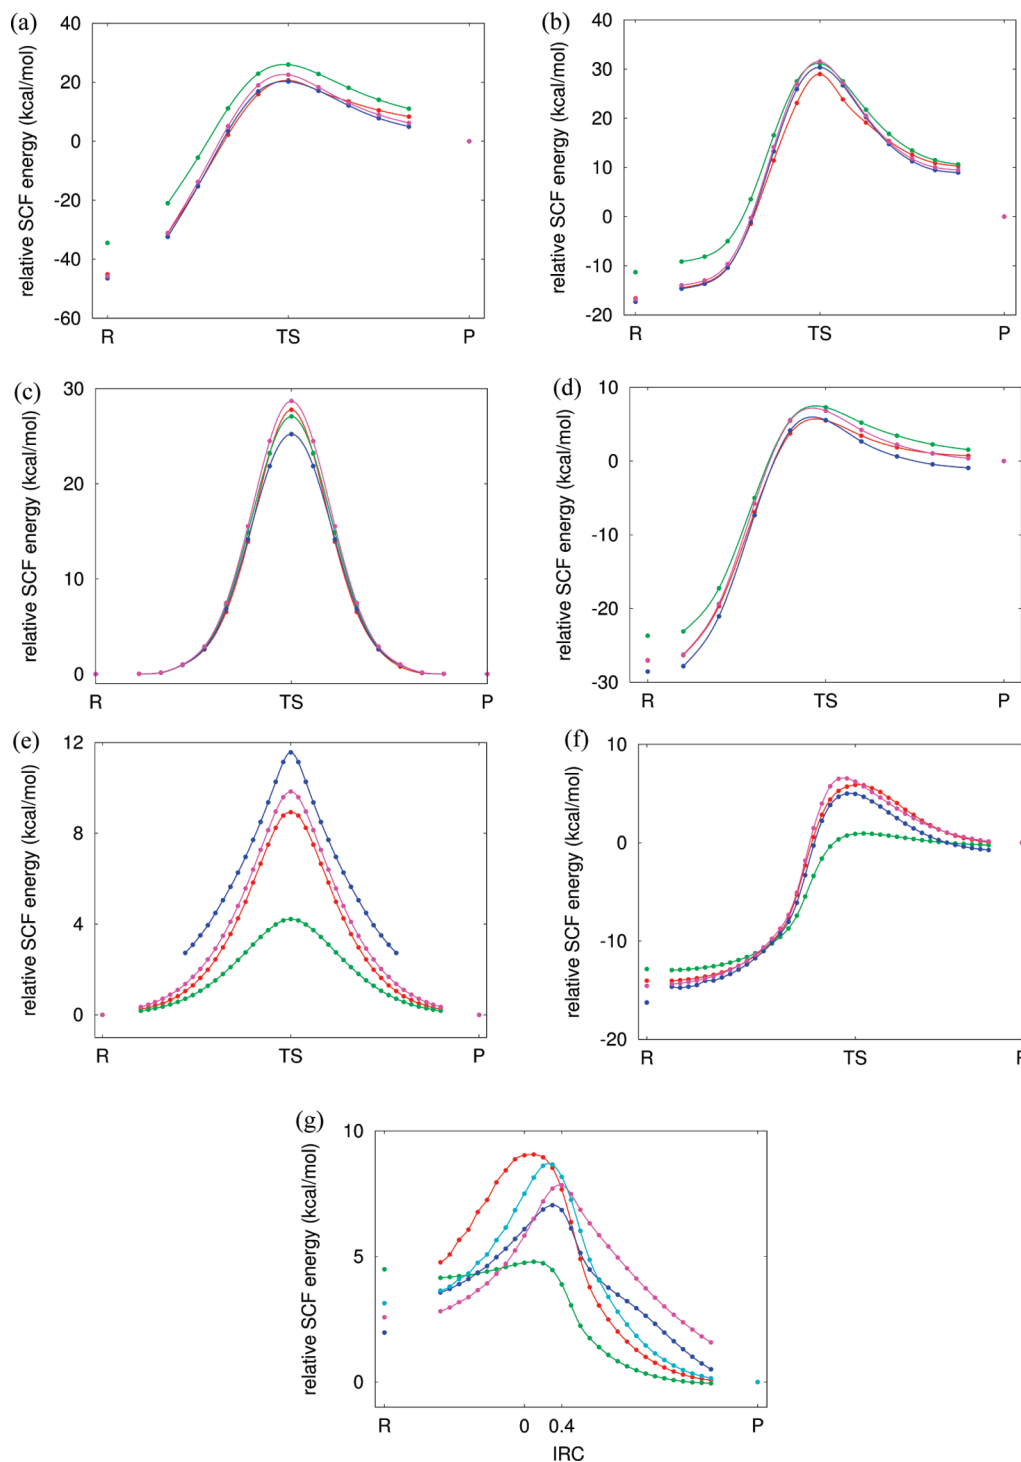 (a)
40
20
0
-20
-40
-60
relative SCF energy (kcal/mol)
R TS P
(b)
40
30
20
10
0
-10
-20
relative SCF energy (kcal/mol)
R TS P
(c)
30
20
10
0
relative SCF energy (kcal/mol)
R TS P
(d)
10
0
-10
-20
-30
relative SCF energy (kcal/mol)
R TS P
(e)
12
8
4
0
relative SCF energy (kcal/mol)
R TS P
(f)
10
0
-10
-20
relative SCF energy (kcal/mol)
R TS P
(g)
10
5
0
relative SCF energy (kcal/mol)
R 0 0.4 P
IRC